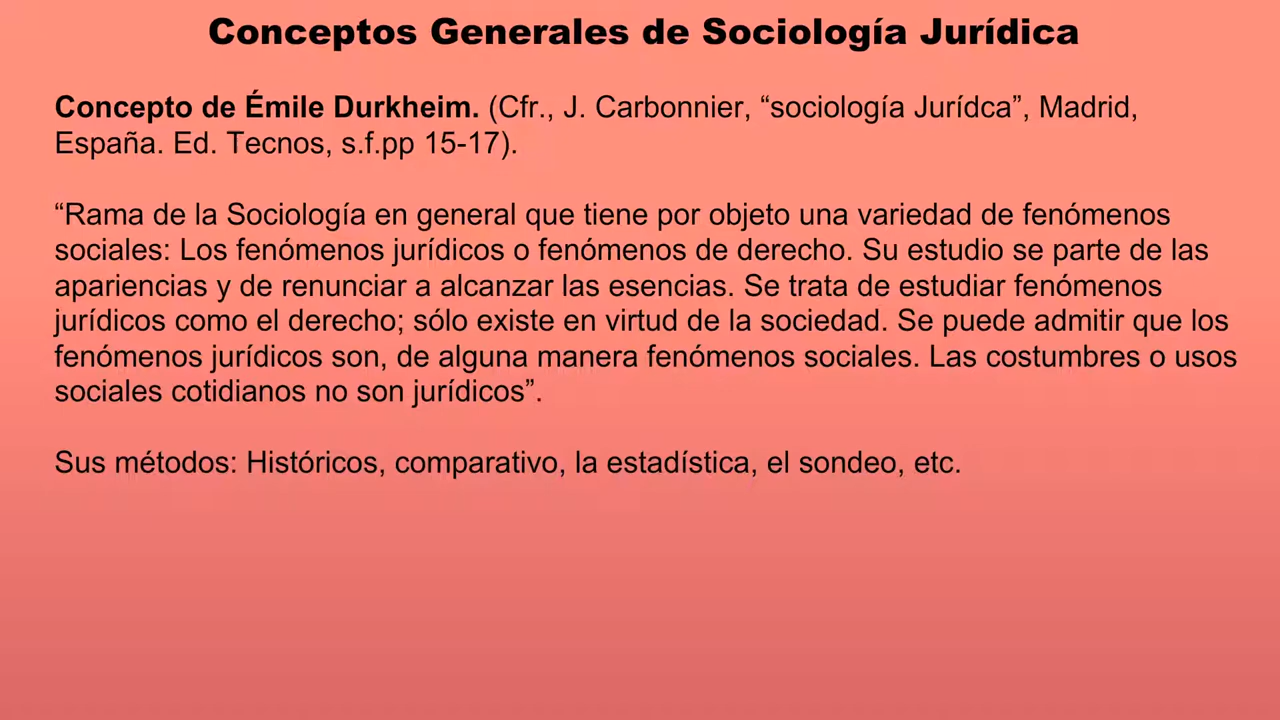 Conceptos Generales de Sociología Jurídica
Concepto de Émile Durkheim. (Cfr., J. Carbonnier, “sociología Jurídca”, Madrid,
España. Ed. Tecnos, s.f.pp 15-17).
“Rama de la Sociología en general que tiene por objeto una variedad de fenómenos
sociales: Los fenómenos jurídicos o fenómenos de derecho. Su estudio se parte de las
apariencias y de renunciar a alcanzar las esencias. Se trata de estudiar fenómenos
jurídicos como el derecho; sólo existe en virtud de la sociedad. Se puede admitir que los
fenómenos jurídicos son, de alguna manera fenómenos sociales. Las costumbres o usos
sociales cotidianos no son jurídicos”.
Sus métodos: Históricos, comparativo, la estadística, el sondeo, etc.